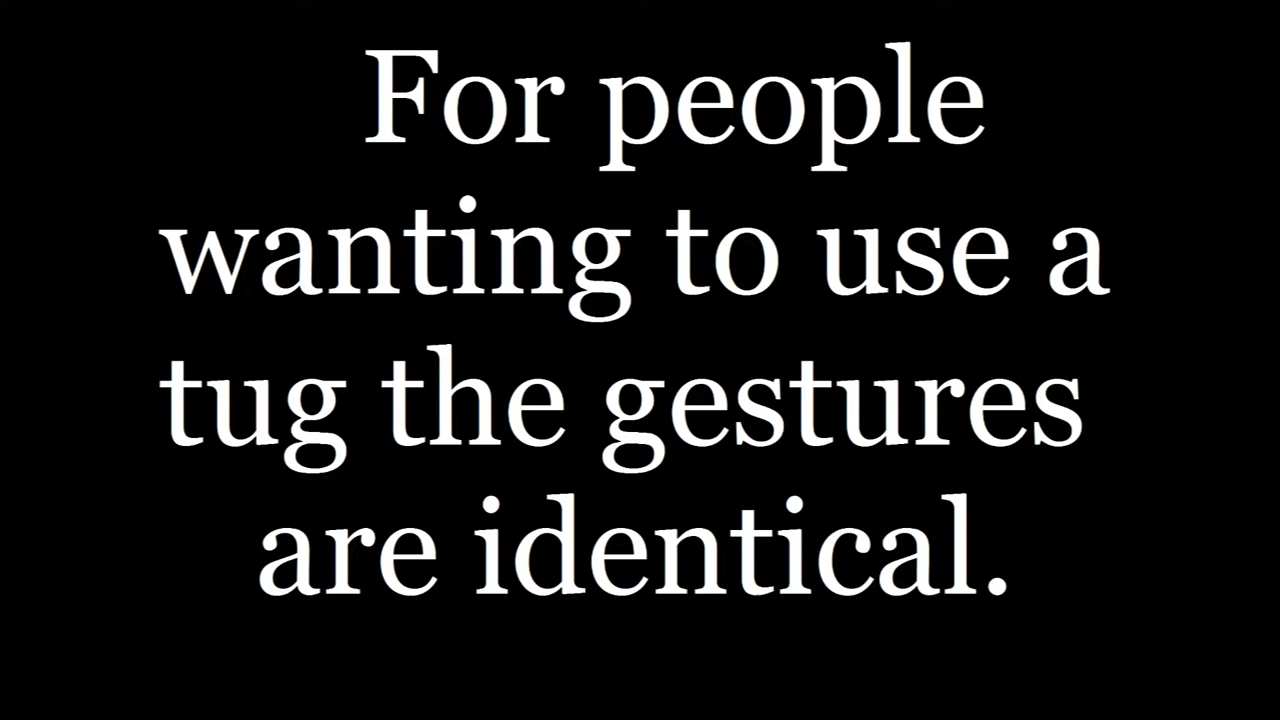 For people
wanting to use a
tug the gestures
are identical.